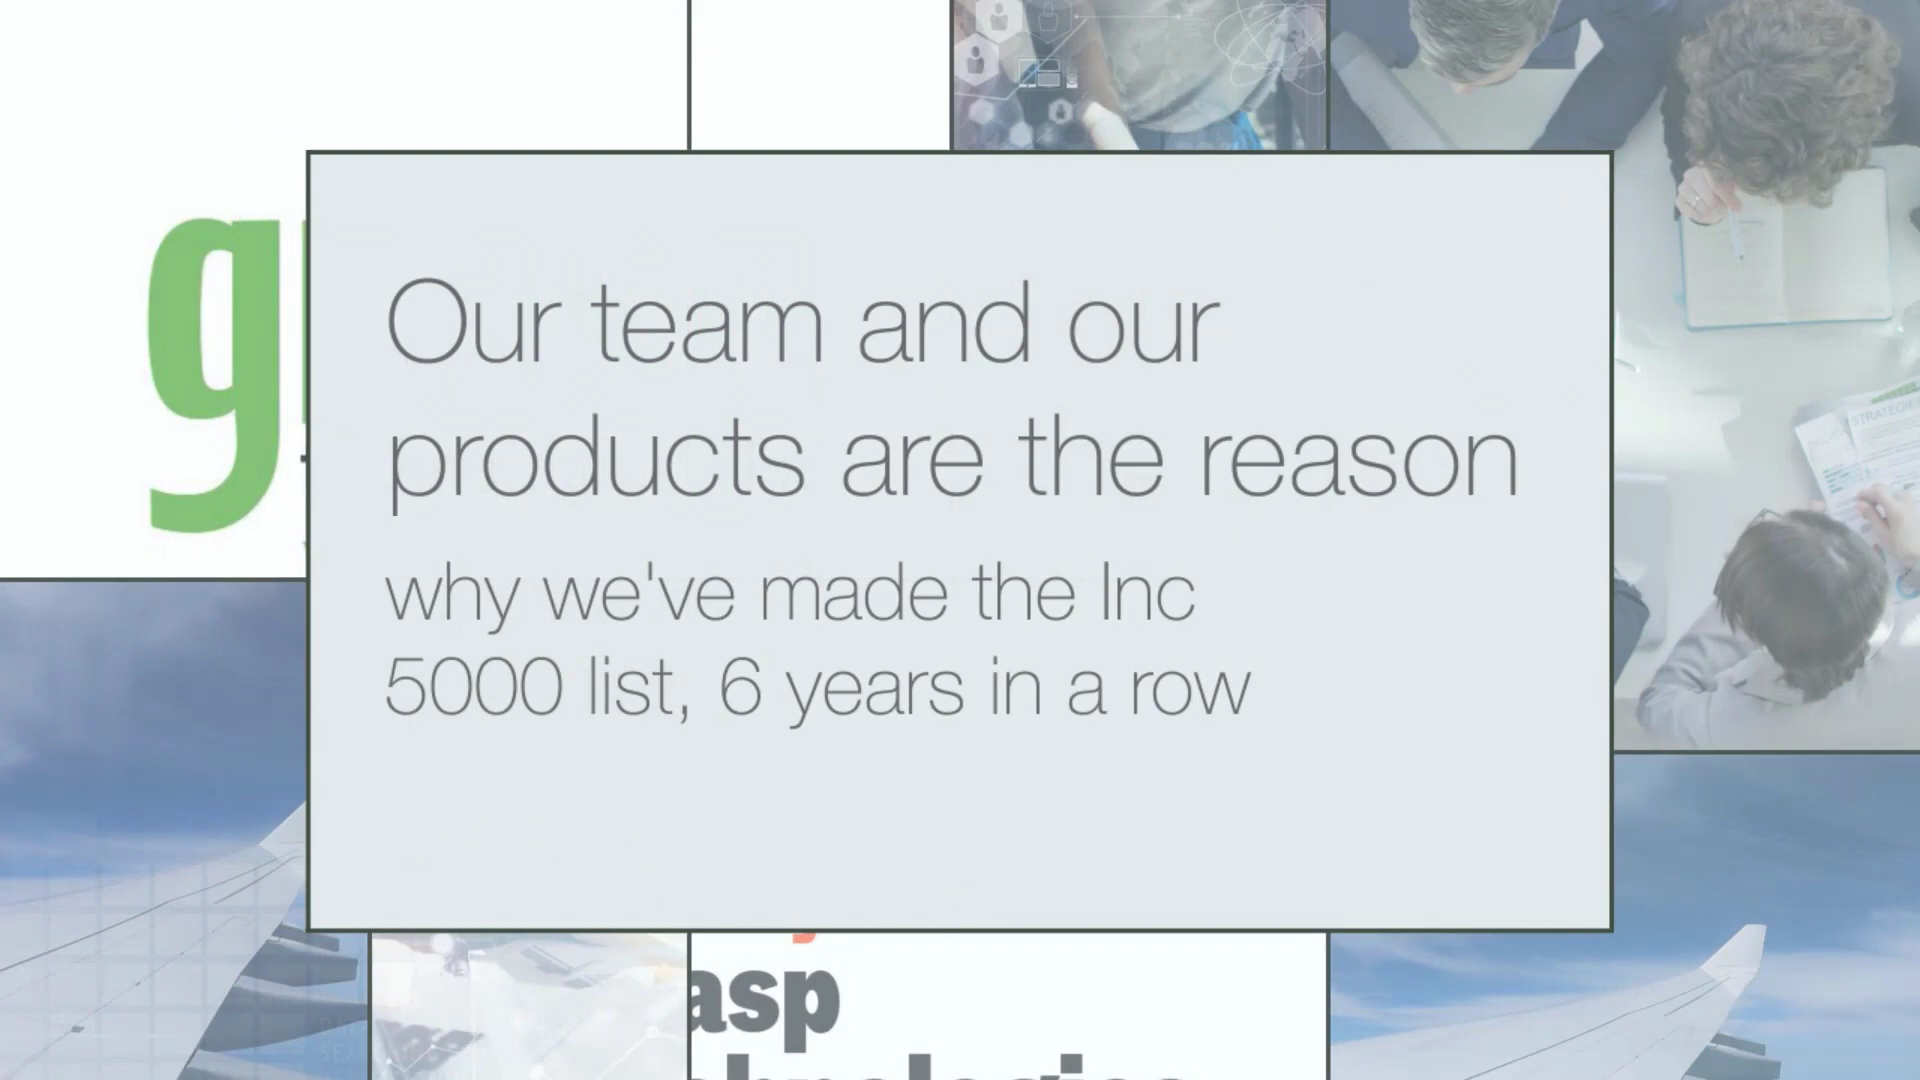 Our team and our
products are the reason
why we've made the Inc
5000 list, 6 years in a row
STRATEGIES
asp